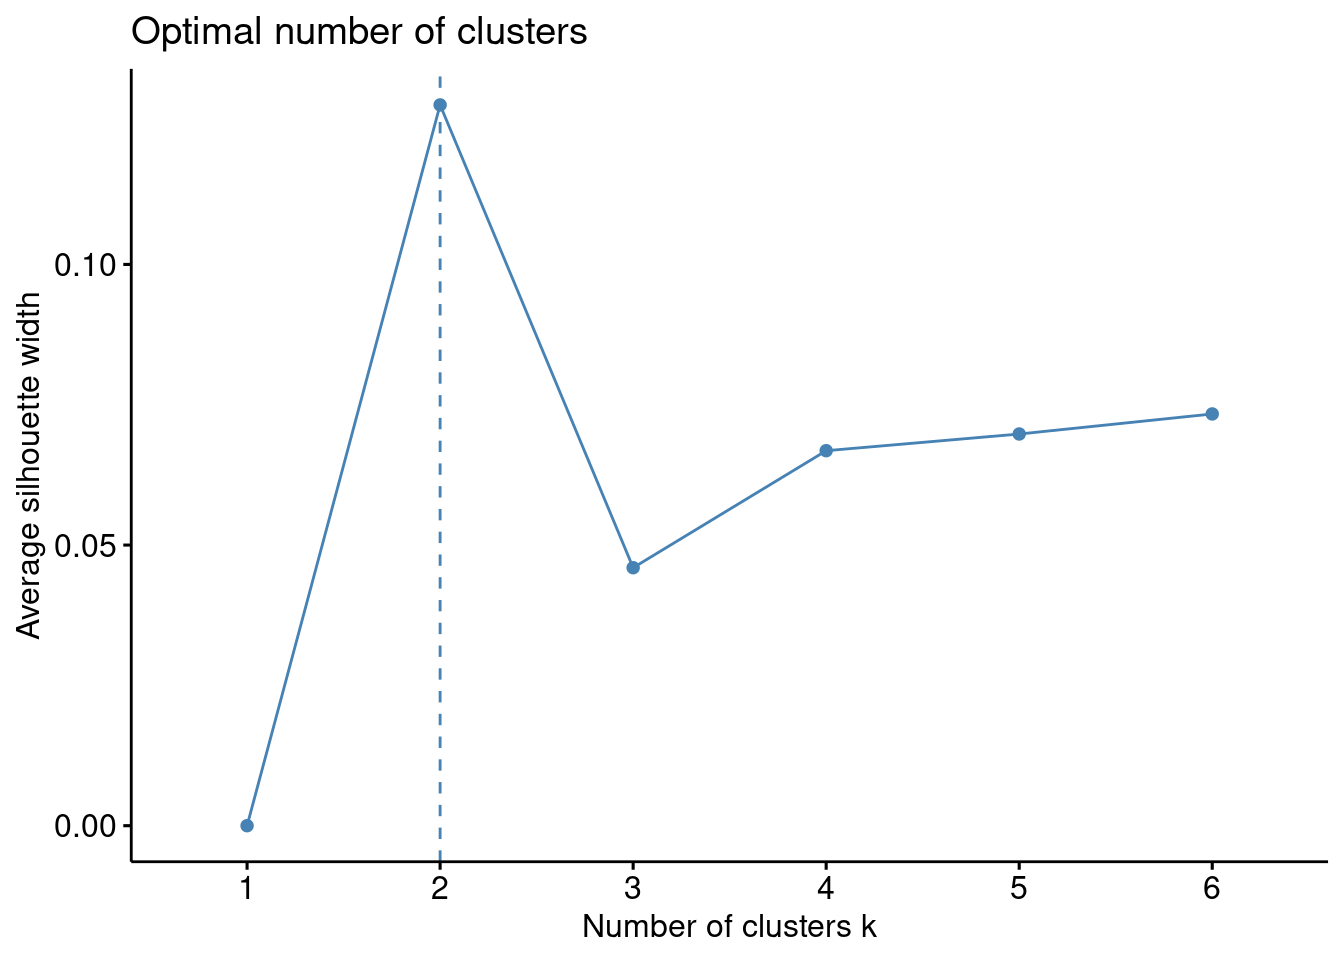 Optimal number of clusters
Average silhouette width
0.10
0.05
0.00
1 2 3 4 5 6
Number of clusters k